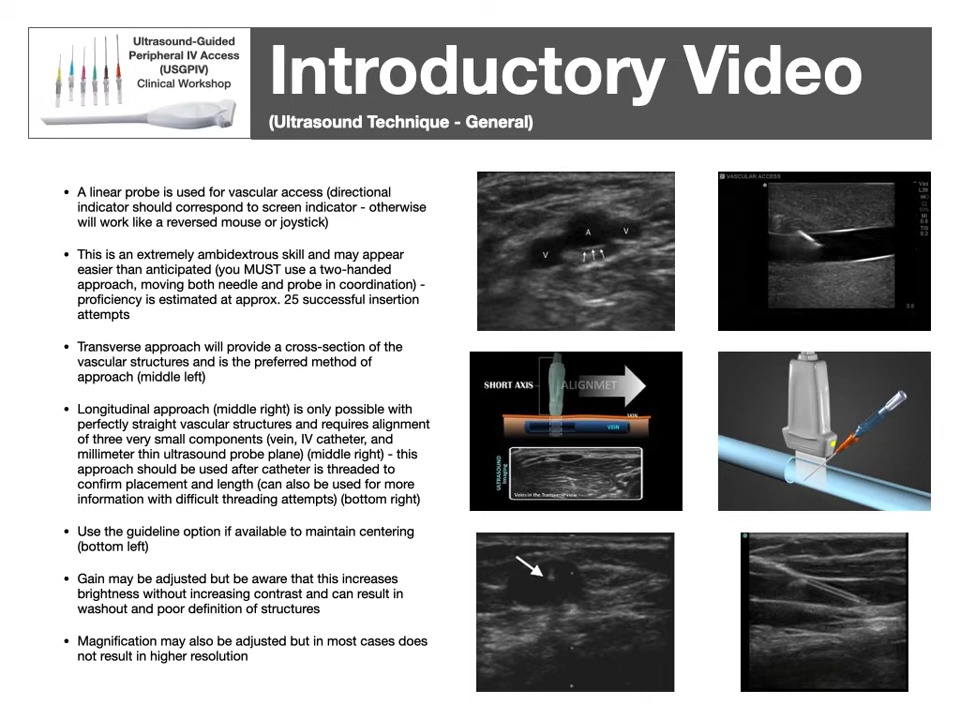 Ultrasound-Guided
Peripheral IV Access
(USGPIV)
Clinical Workshop
Introductory Video
(Ultrasound Technique - General)
• A linear probe is used for vascular access (directional
indicator should correspond to screen indicator - otherwise
will work like a reversed mouse or joystick)
• This is an extremely ambidextrous skill and may appear
easier than anticipated (you MUST use a two-handed
approach, moving both needle and probe in coordination) -
proficiency is estimated at approx. 25 successful insertion
attempts
• Transverse approach will provide a cross-section of the
vascular structures and is the preferred method of
approach (middle left)
• Longitudinal approach (middle right) is only possible with
perfectly straight vascular structures and requires alignment
of three very small components (vein, IV catheter, and
millimeter thin ultrasound probe plane) (middle right) - this
approach should be used after catheter is threaded to
confirm placement and length (can also be used for more
information with difficult threading attempts) (bottom right)
• Use the guideline option if available to maintain centering
(bottom left)
• Gain may be adjusted but be aware that this increases
brightness without increasing contrast and can result in
washout and poor definition of structures
• Magnification may also be adjusted but in most cases does
not result in higher resolution
A
V
V
VASCULAR ACCESS
SHORT AXIS
ALIGNMET
SKIN
VEIN
ULTRASOUND
Imaging
Veins in the Transverse view